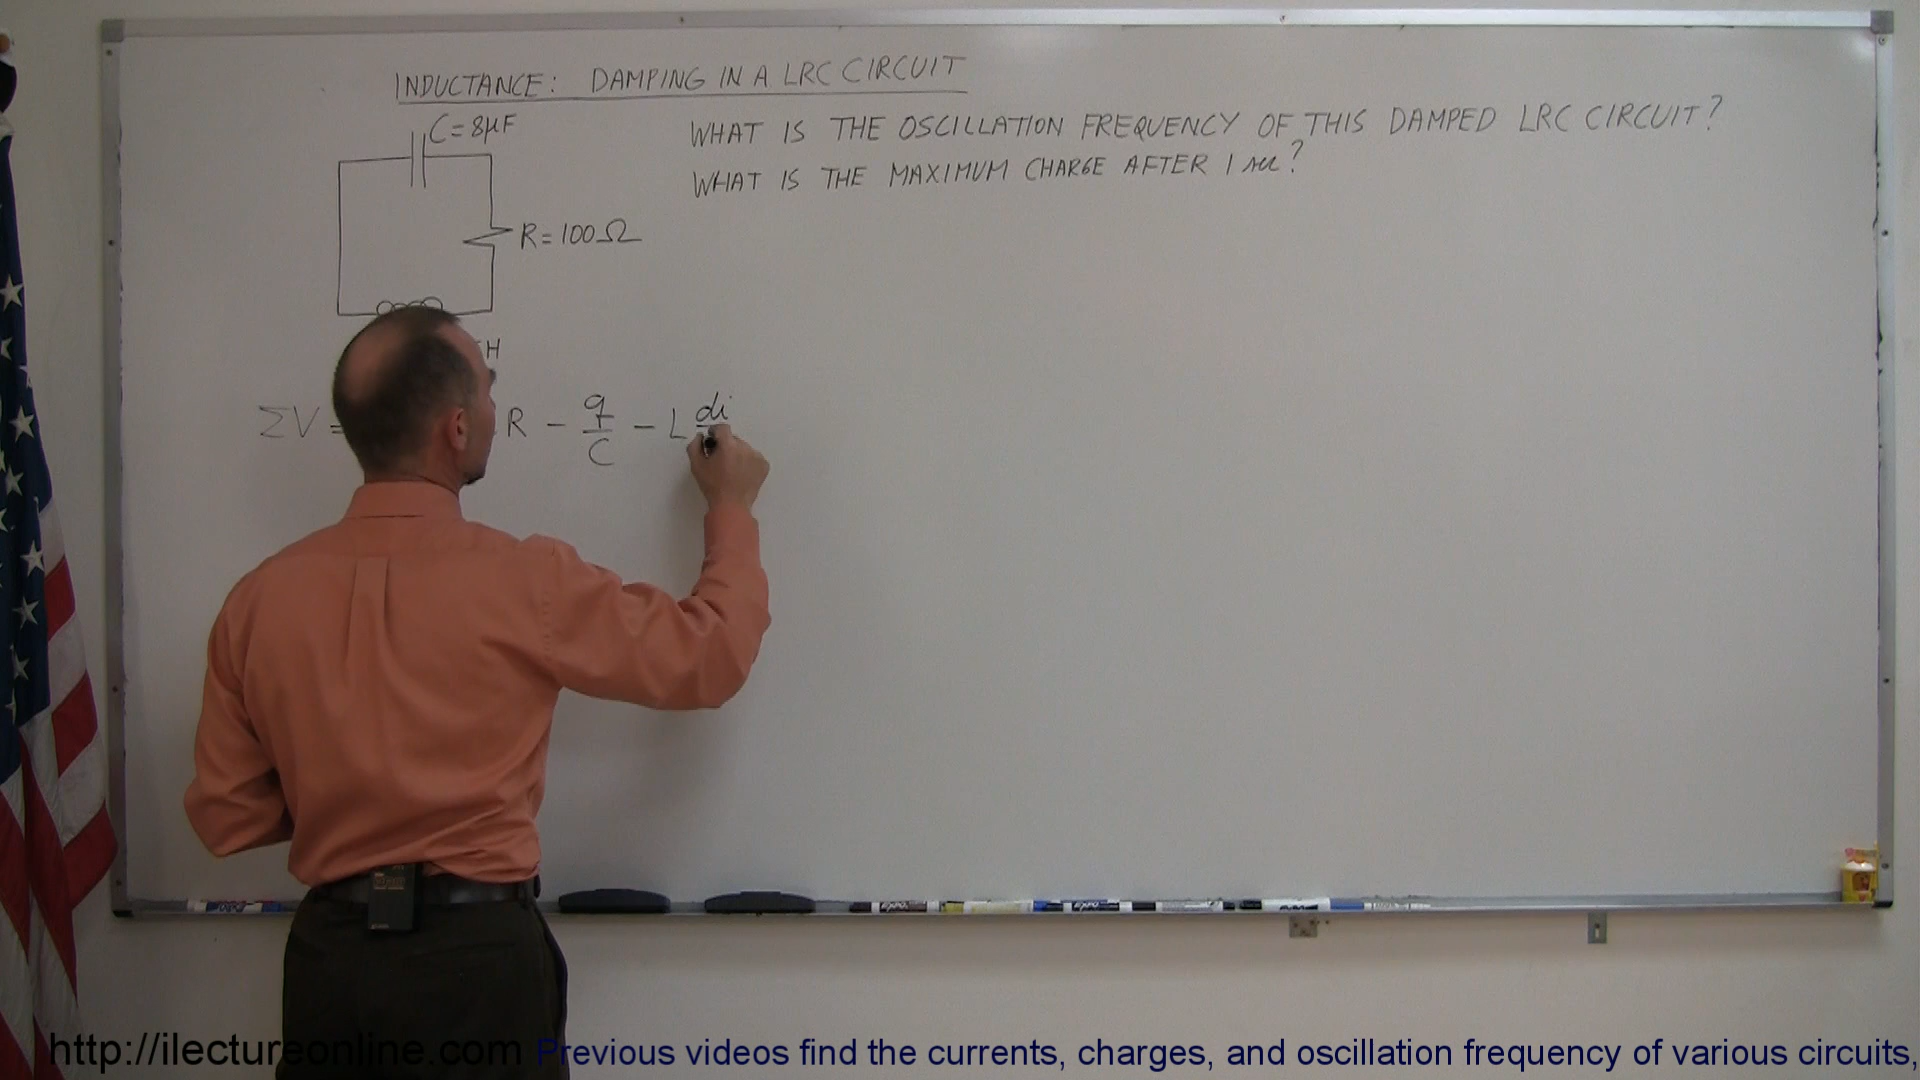 INDUCTANCE: DAMPING IN A LRC CIRCUIT
C=8μF
WHAT IS THE OSCILLATION FREQUENCY OF THIS DAMPED LRC CIRCUIT?
WHAT IS THE MAXIMUM CHARGE AFTER 1 sec?
R=100Ω
H
ΣV = R - q/C - L di
EXPO
http://ilectureonline.com Previous videos find the currents, charges, and oscillation frequency of various circuits,